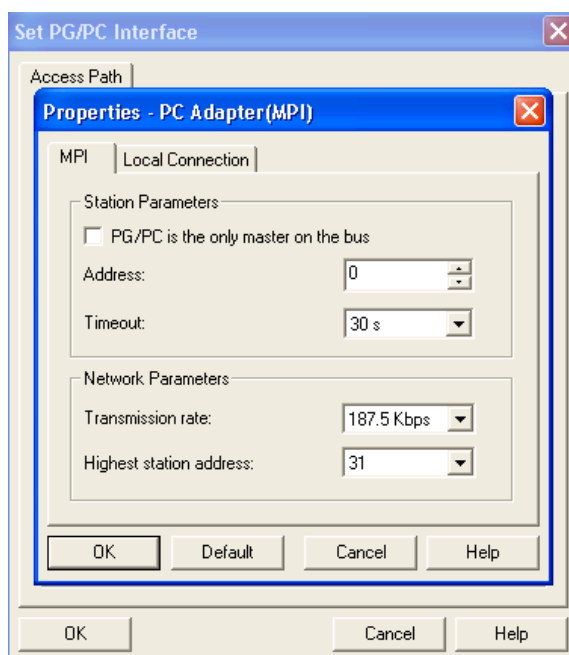 Set PG/PC Interface
Access Path
Properties - PC Adapter(MPI)
MPI Local Connection
Station Parameters
PG/PC is the only master on the bus
Address: 0
Timeout: 30 s
Network Parameters
Transmission rate: 187.5 Kbps
Highest station address: 31
OK Default Cancel Help
OK Cancel Help